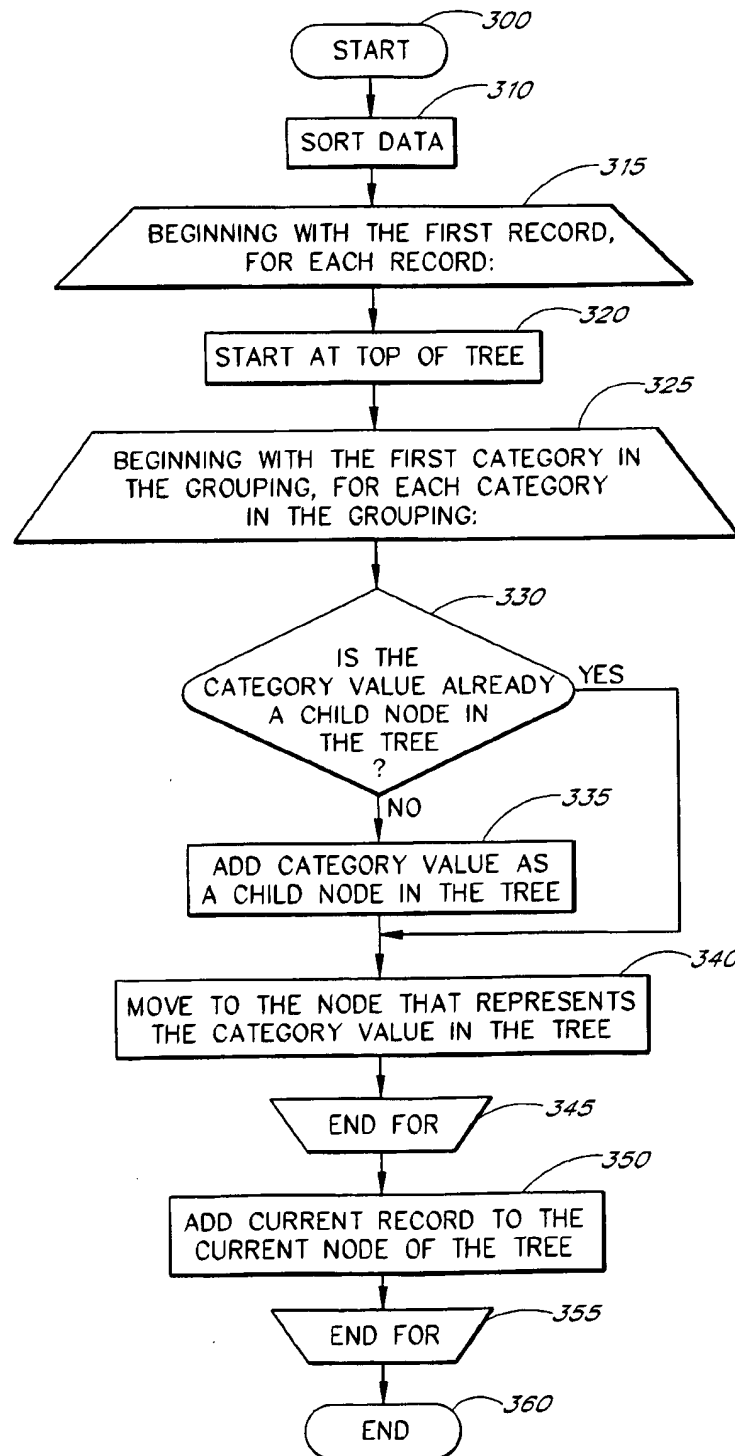 300
START
310
SORT DATA
315
BEGINNING WITH THE FIRST RECORD,
FOR EACH RECORD:
320
START AT TOP OF TREE
325
BEGINNING WITH THE FIRST CATEGORY IN
THE GROUPING, FOR EACH CATEGORY
IN THE GROUPING:
330
IS THE
CATEGORY VALUE ALREADY
A CHILD NODE IN
THE TREE
?
YES
NO
335
ADD CATEGORY VALUE AS
A CHILD NODE IN THE TREE
340
MOVE TO THE NODE THAT REPRESENTS
THE CATEGORY VALUE IN THE TREE
END FOR
345
350
ADD CURRENT RECORD TO THE
CURRENT NODE OF THE TREE
END FOR
355
END
360